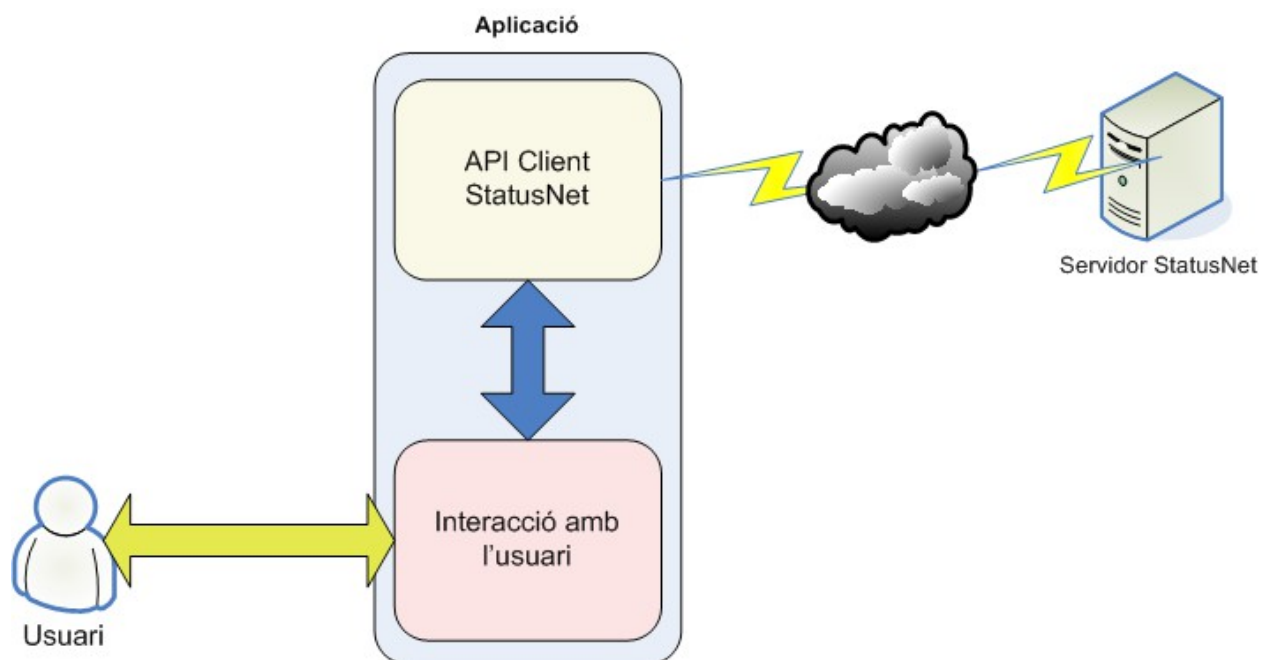 Aplicació
API Client
StatusNet
Servidor StatusNet
Interacció amb
l'usuari
Usuari